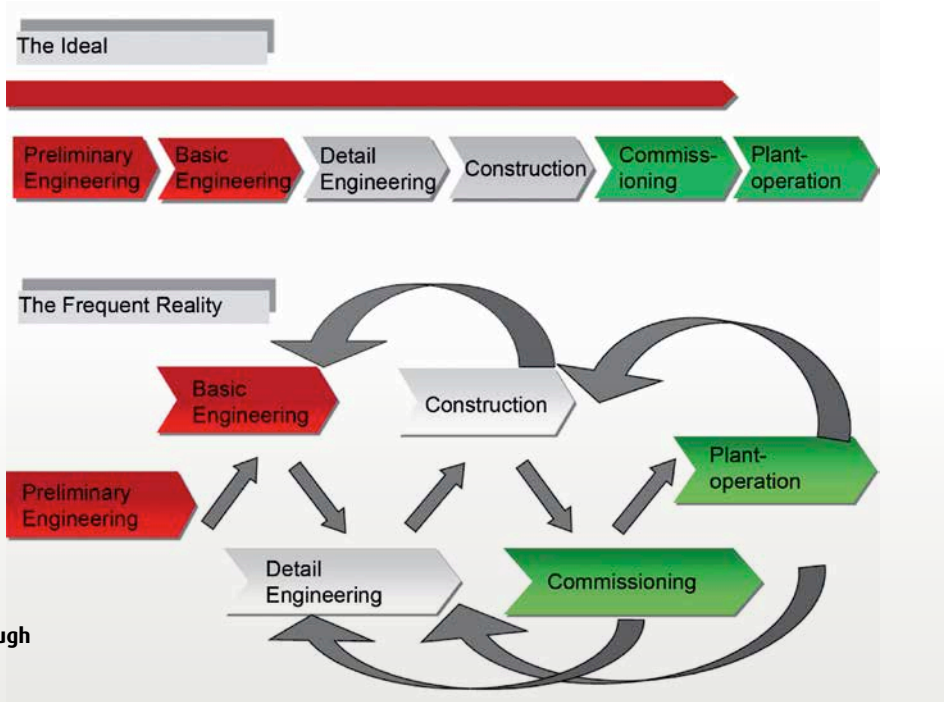 The Ideal
Preliminary
Engineering
Basic
Engineering
Detail
Engineering
Construction
Commiss-
ioning
Plant-
operation
The Frequent Reality
Basic
Engineering
Construction
Plant-
operation
Preliminary
Engineering
Detail
Engineering
Commissioning
ugh